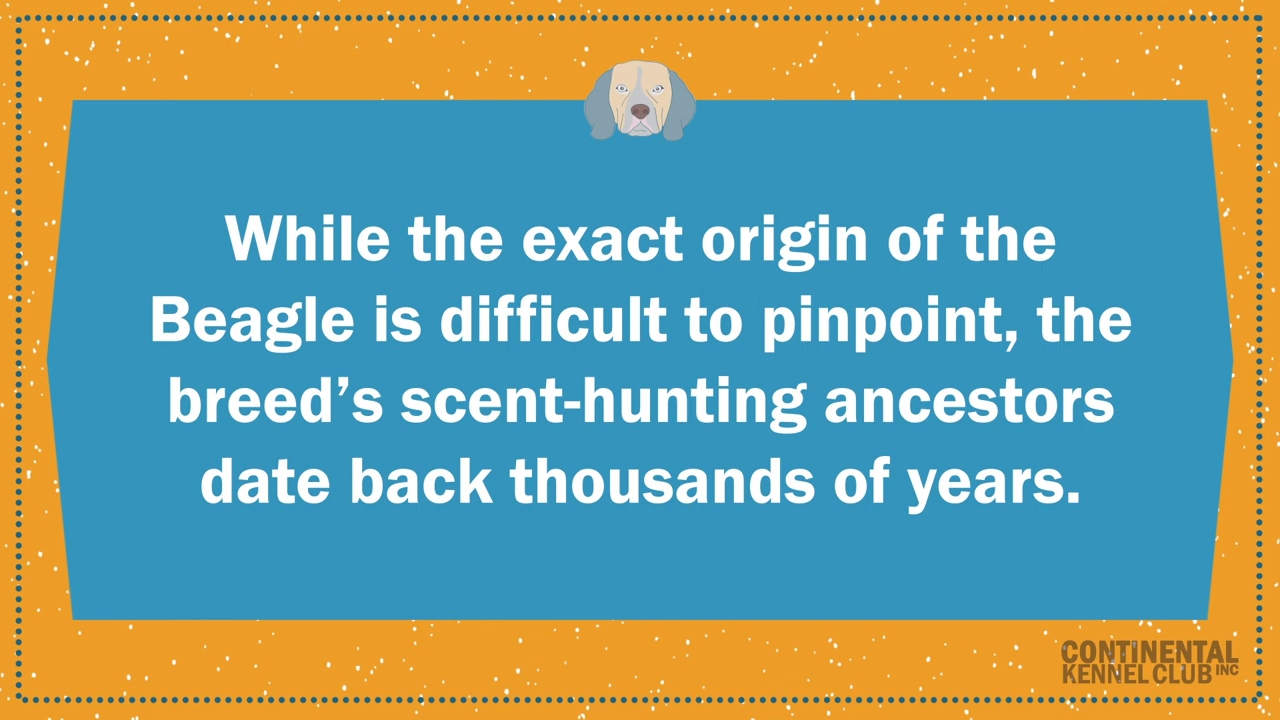 While the exact origin of the
Beagle is difficult to pinpoint, the
breed’s scent-hunting ancestors
date back thousands of years.
CONTINENTAL
KENNEL CLUB INC